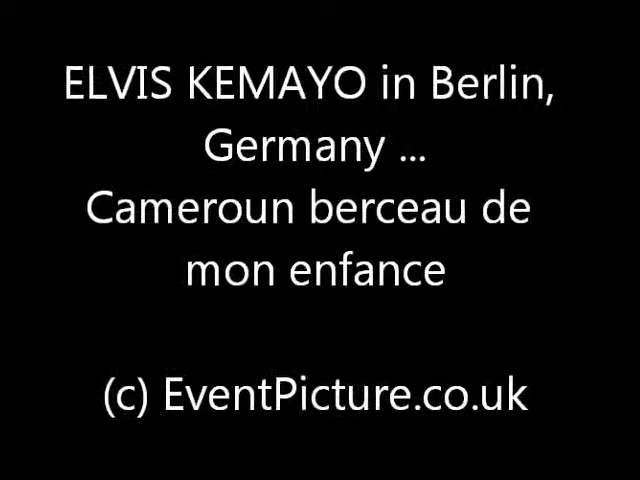 ELVIS KEMAYO in Berlin,
Germany ...
Cameroun berceau de
mon enfance
(c) EventPicture.co.uk